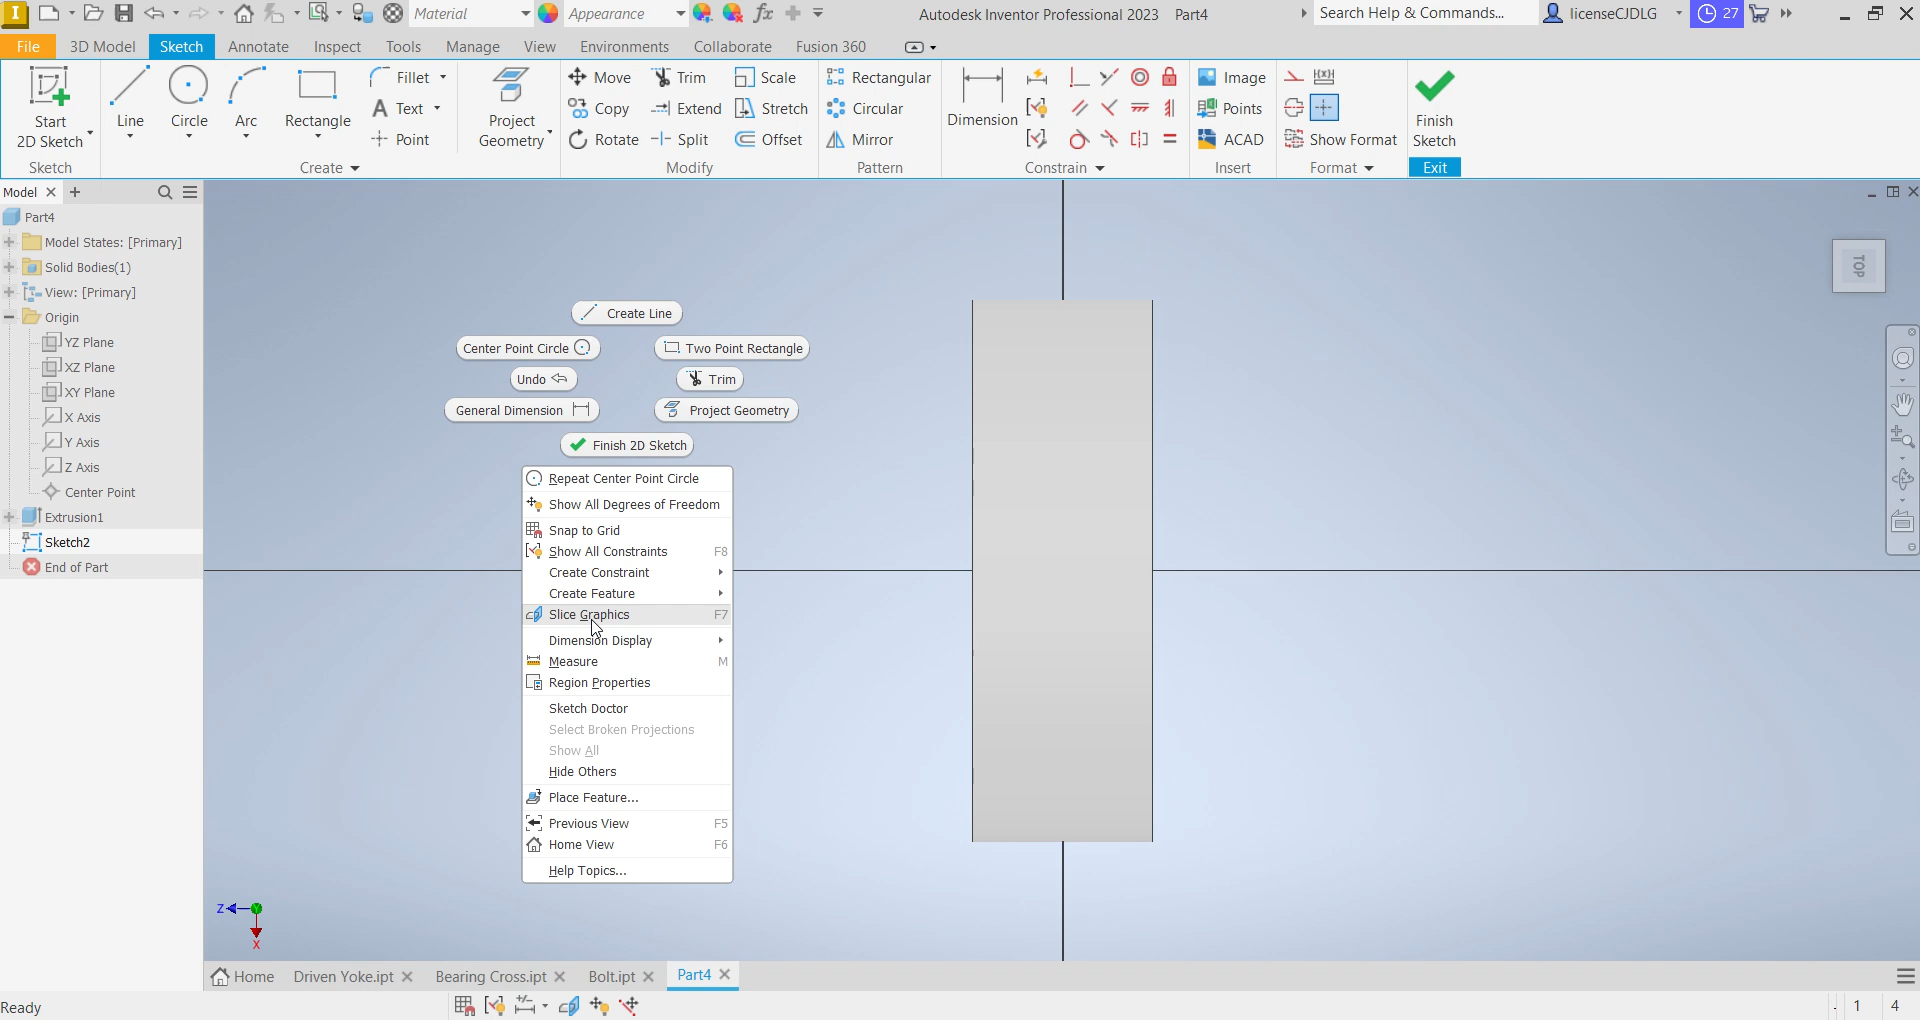 Material
Appearance
fx
Autodesk Inventor Professional 2023 Part4
Search Help & Commands...
licenseCJDLG
27
File 3D Model Sketch Annotate Inspect Tools Manage View Environments Collaborate Fusion 360
Start
2D Sketch
Line
Circle
Arc
Rectangle
Fillet
Text
Point
Project
Geometry
Move
Copy
Rotate
Trim
Extend
Split
Scale
Stretch
Offset
Rectangular
Circular
Mirror
Dimension
Image
Points
ACAD
Show Format
Finish
Sketch
Sketch Create Modify Pattern Constrain Insert Format Exit
Model
Part4
Model States: [Primary]
Solid Bodies(1)
View: [Primary]
Origin
YZ Plane
XZ Plane
XY Plane
X Axis
Y Axis
Z Axis
Center Point
Extrusion1
Sketch2
End of Part
Create Line
Center Point Circle
Two Point Rectangle
Undo
Trim
General Dimension
Project Geometry
Finish 2D Sketch
Repeat Center Point Circle
Show All Degrees of Freedom
Snap to Grid
Show All Constraints F8
Create Constraint
Create Feature
Slice Graphics F7
Dimension Display
Measure M
Region Properties
Sketch Doctor
Select Broken Projections
Show All
Hide Others
Place Feature...
Previous View F5
Home View F6
Help Topics...
TOP
Z
X
Home Driven Yoke.ipt Bearing Cross.ipt Bolt.ipt Part4
Ready
1 4